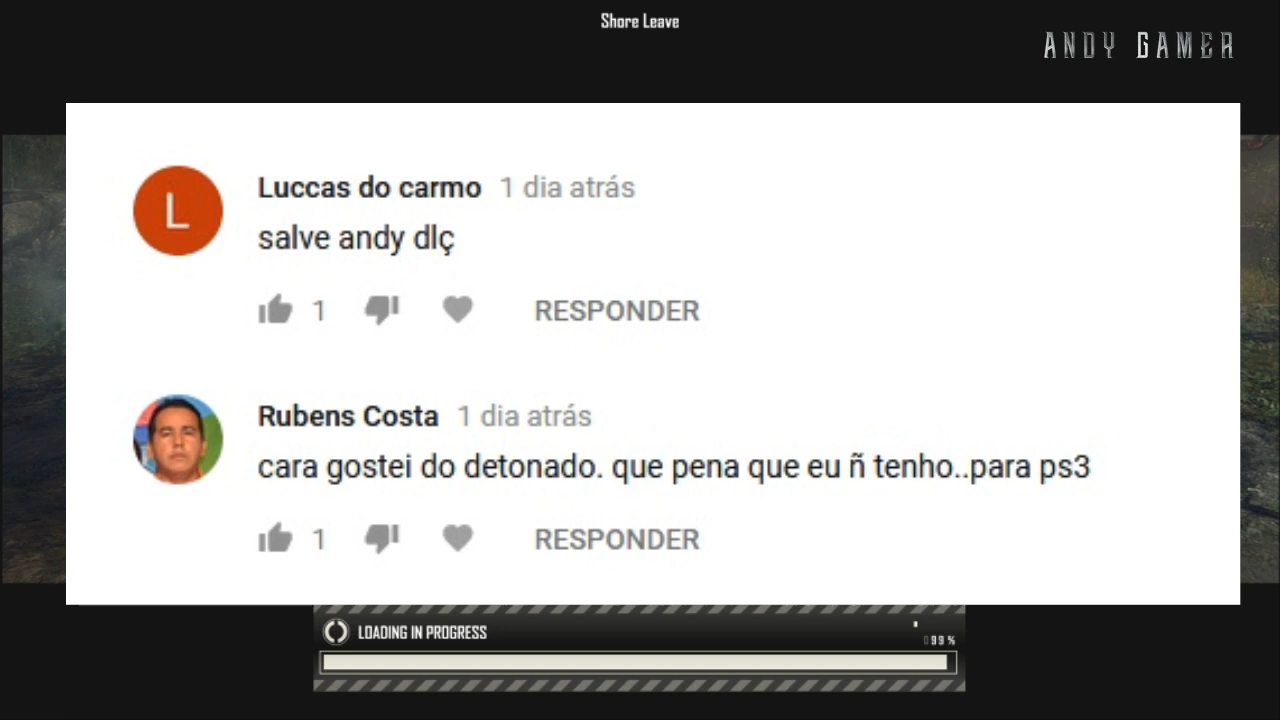 Shore Leave
ANDY GAMER
L
Luccas do carmo 1 dia atrás
salve andy dlç
1 RESPONDER
Rubens Costa 1 dia atrás
cara gostei do detonado. que pena que eu ñ tenho..para ps3
1 RESPONDER
LOADING IN PROGRESS
99 %